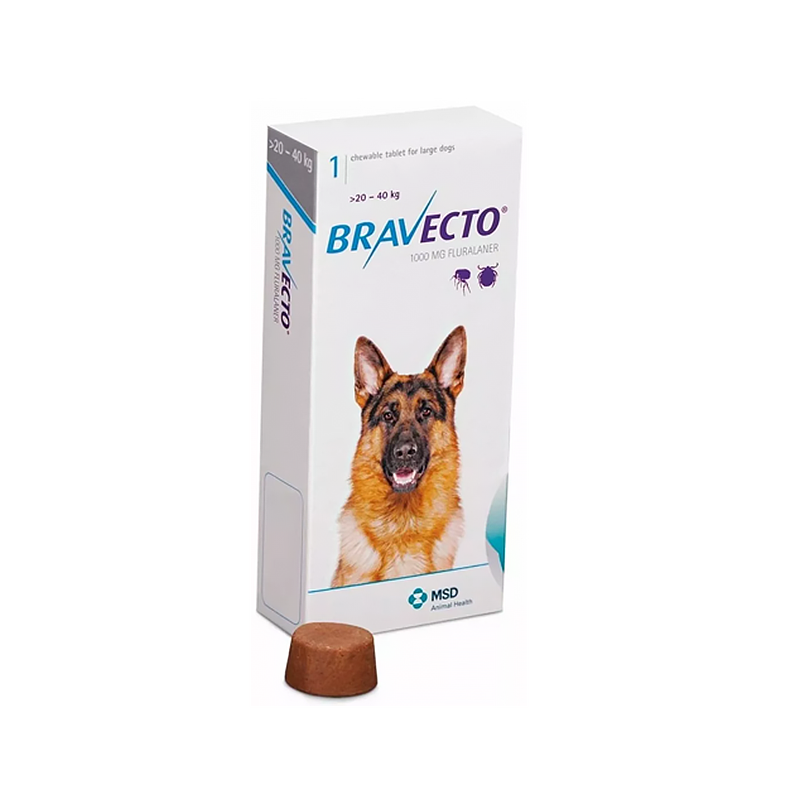 >20 – 40 kg
BRAVECTO
1000 MG FLURALANER
1 chewable tablet for large dogs
>20 – 40 kg
BRAVECTO®
1000 MG FLURALANER
MSD
Animal Health